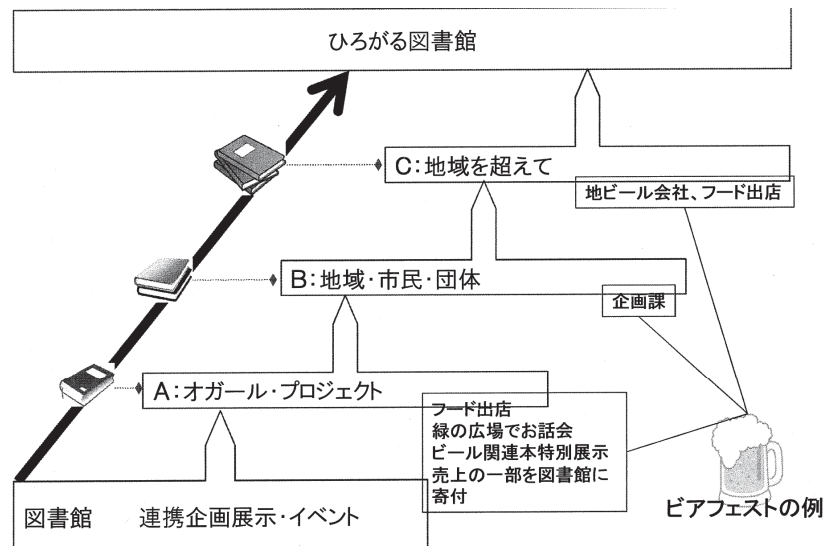 ひろがる図書館
C:地域を超えて
地ビール会社、フード出店
B:地域・市民・団体
企画課
A:オガール・プロジェクト
フード出店
緑の広場でお話会
ビール関連本特別展示
売上の一部を図書館に
寄付
ビアフェストの例
図書館　連携企画展示・イベント